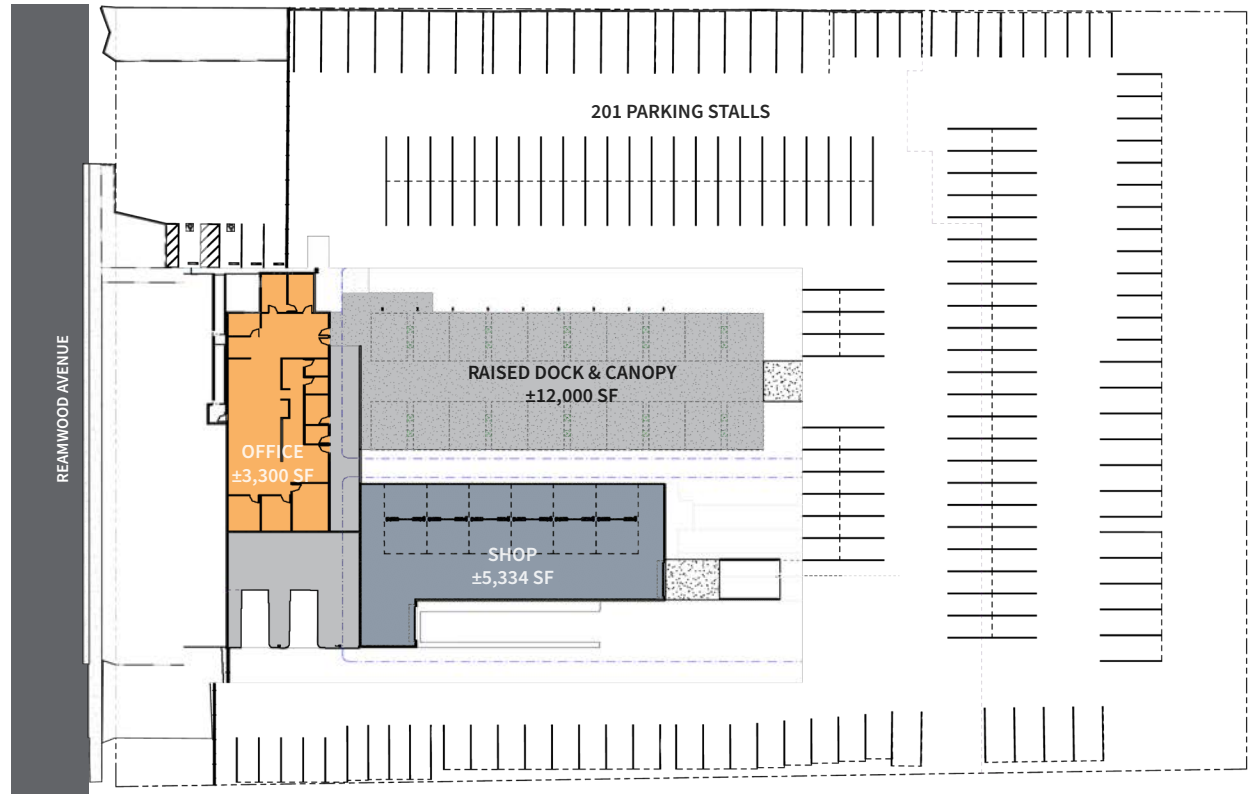 201 PARKING STALLS
REAMWOOD AVENUE
RAISED DOCK & CANOPY
±12,000 SF
OFFICE
±3,300 SF
SHOP
±5,334 SF